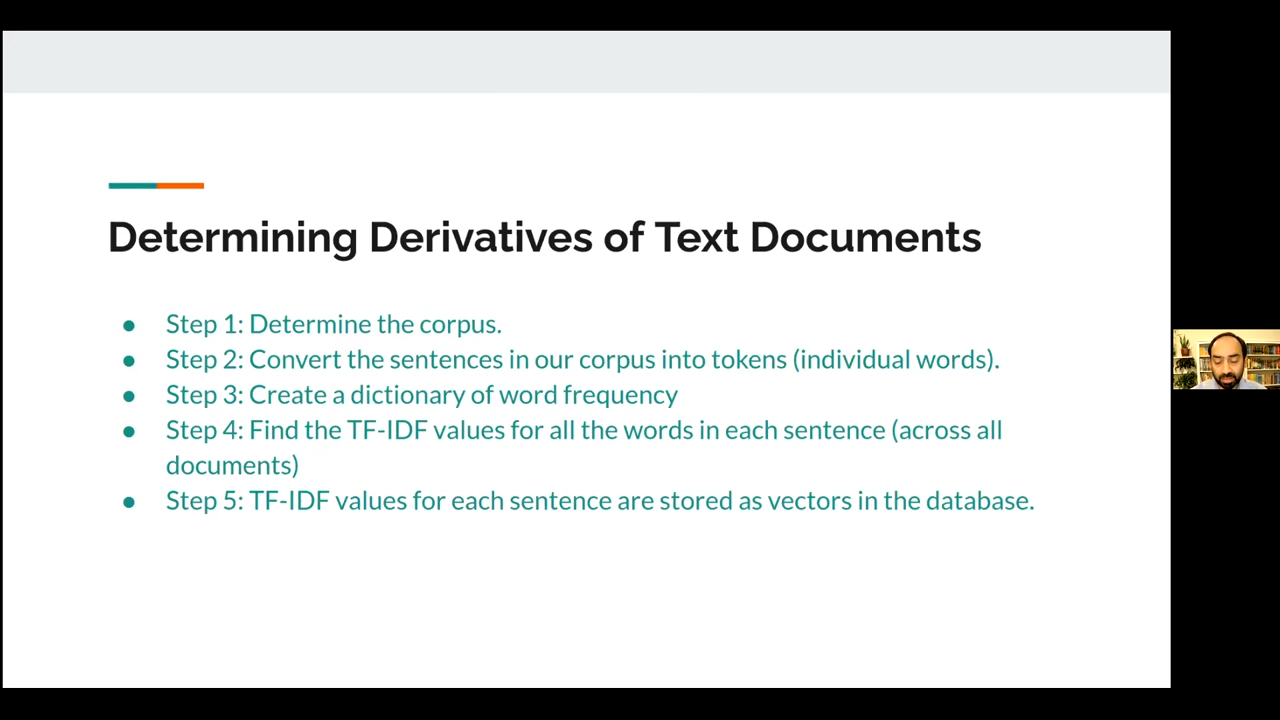 Determining Derivatives of Text Documents
● Step 1: Determine the corpus.
● Step 2: Convert the sentences in our corpus into tokens (individual words).
● Step 3: Create a dictionary of word frequency
● Step 4: Find the TF-IDF values for all the words in each sentence (across all
documents)
● Step 5: TF-IDF values for each sentence are stored as vectors in the database.